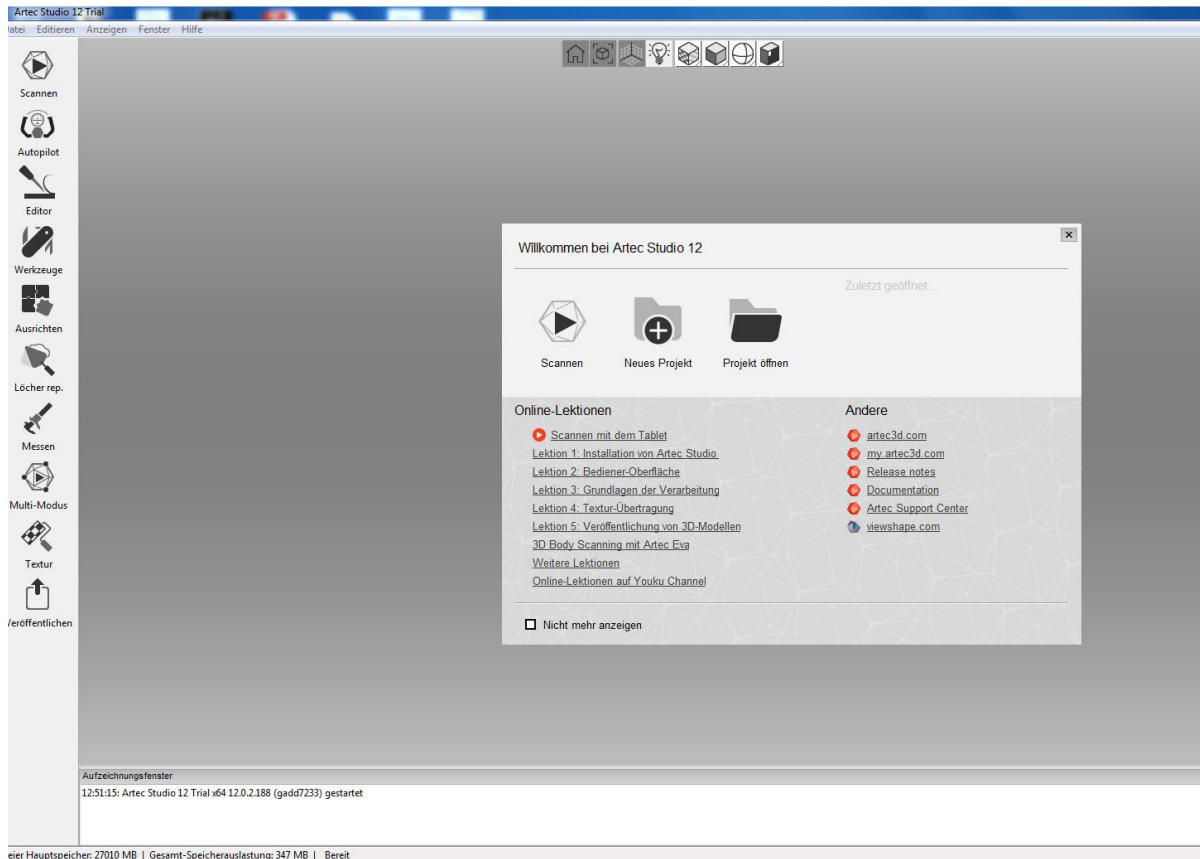 Artec Studio 12 Trial
atei Editieren Anzeigen Fenster Hilfe
Scannen
Autopilot
Editor
Werkzeuge
Ausrichten
Löcher rep.
Messen
Multi-Modus
Textur
eröffentlichen
Willkommen bei Artec Studio 12
Zuletzt geöffnet...
Scannen Neues Projekt Projekt öffnen
Online-Lektionen
Scannen mit dem Tablet
Lektion 1: Installation von Artec Studio
Lektion 2: Bediener-Oberfläche
Lektion 3: Grundlagen der Verarbeitung
Lektion 4: Textur-Übertragung
Lektion 5: Veröffentlichung von 3D-Modellen
3D Body Scanning mit Artec Eva
Weitere Lektionen
Online-Lektionen auf Youku Channel
Andere
artec3d.com
my.artec3d.com
Release notes
Documentation
Artec Support Center
viewshape.com
Nicht mehr anzeigen
Aufzeichnungsfenster
12:51:15: Artec Studio 12 Trial x64 12.0.2.188 (gadd7233) gestartet
eier Hauptspeicher: 27010 MB | Gesamt-Speicherauslastung: 347 MB | Bereit